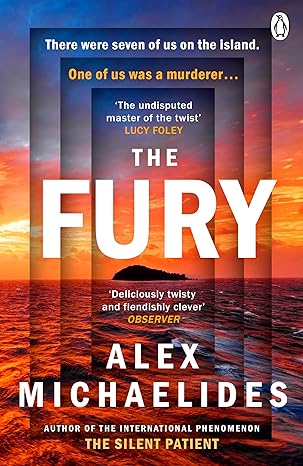 There were seven of us on the island.
One of us was a murderer...
'The undisputed
master of the twist'
LUCY FOLEY
THE
FURY
'Deliciously twisty
and fiendishly clever'
OBSERVER
ALEX
MICHAELIDES
AUTHOR OF THE INTERNATIONAL PHENOMENON
THE SILENT PATIENT